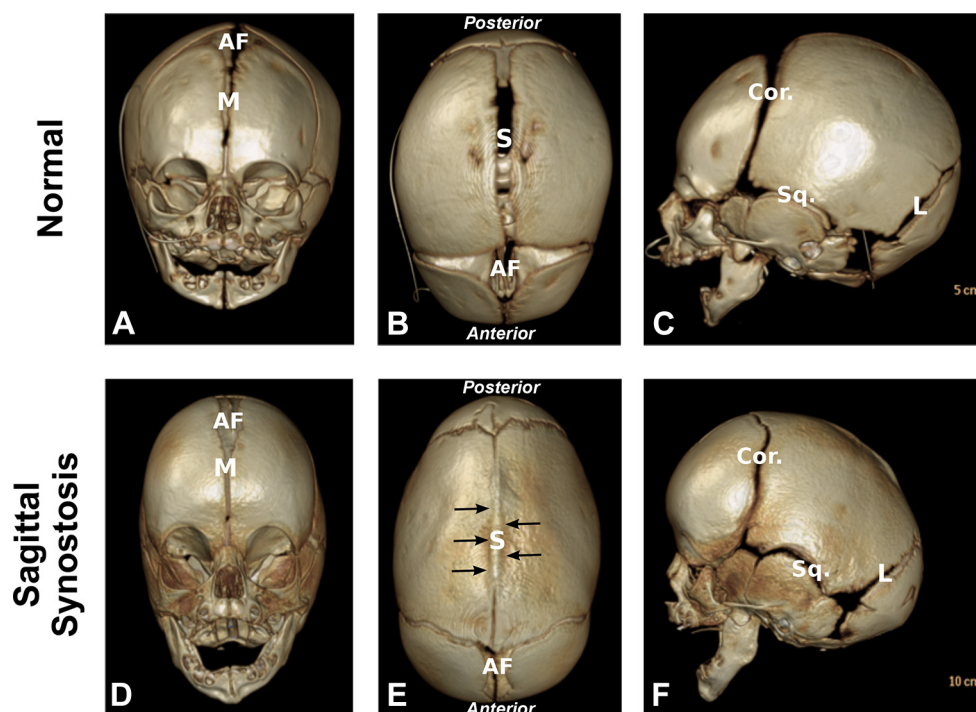 Normal
AF
M
A
Posterior
S
AF
Anterior
B
Cor.
Sq.
L
5 cm
C
Sagittal
Synostosis
AF
M
D
Posterior
S
AF
Anterior
E
Cor.
Sq.
L
10 cm
F